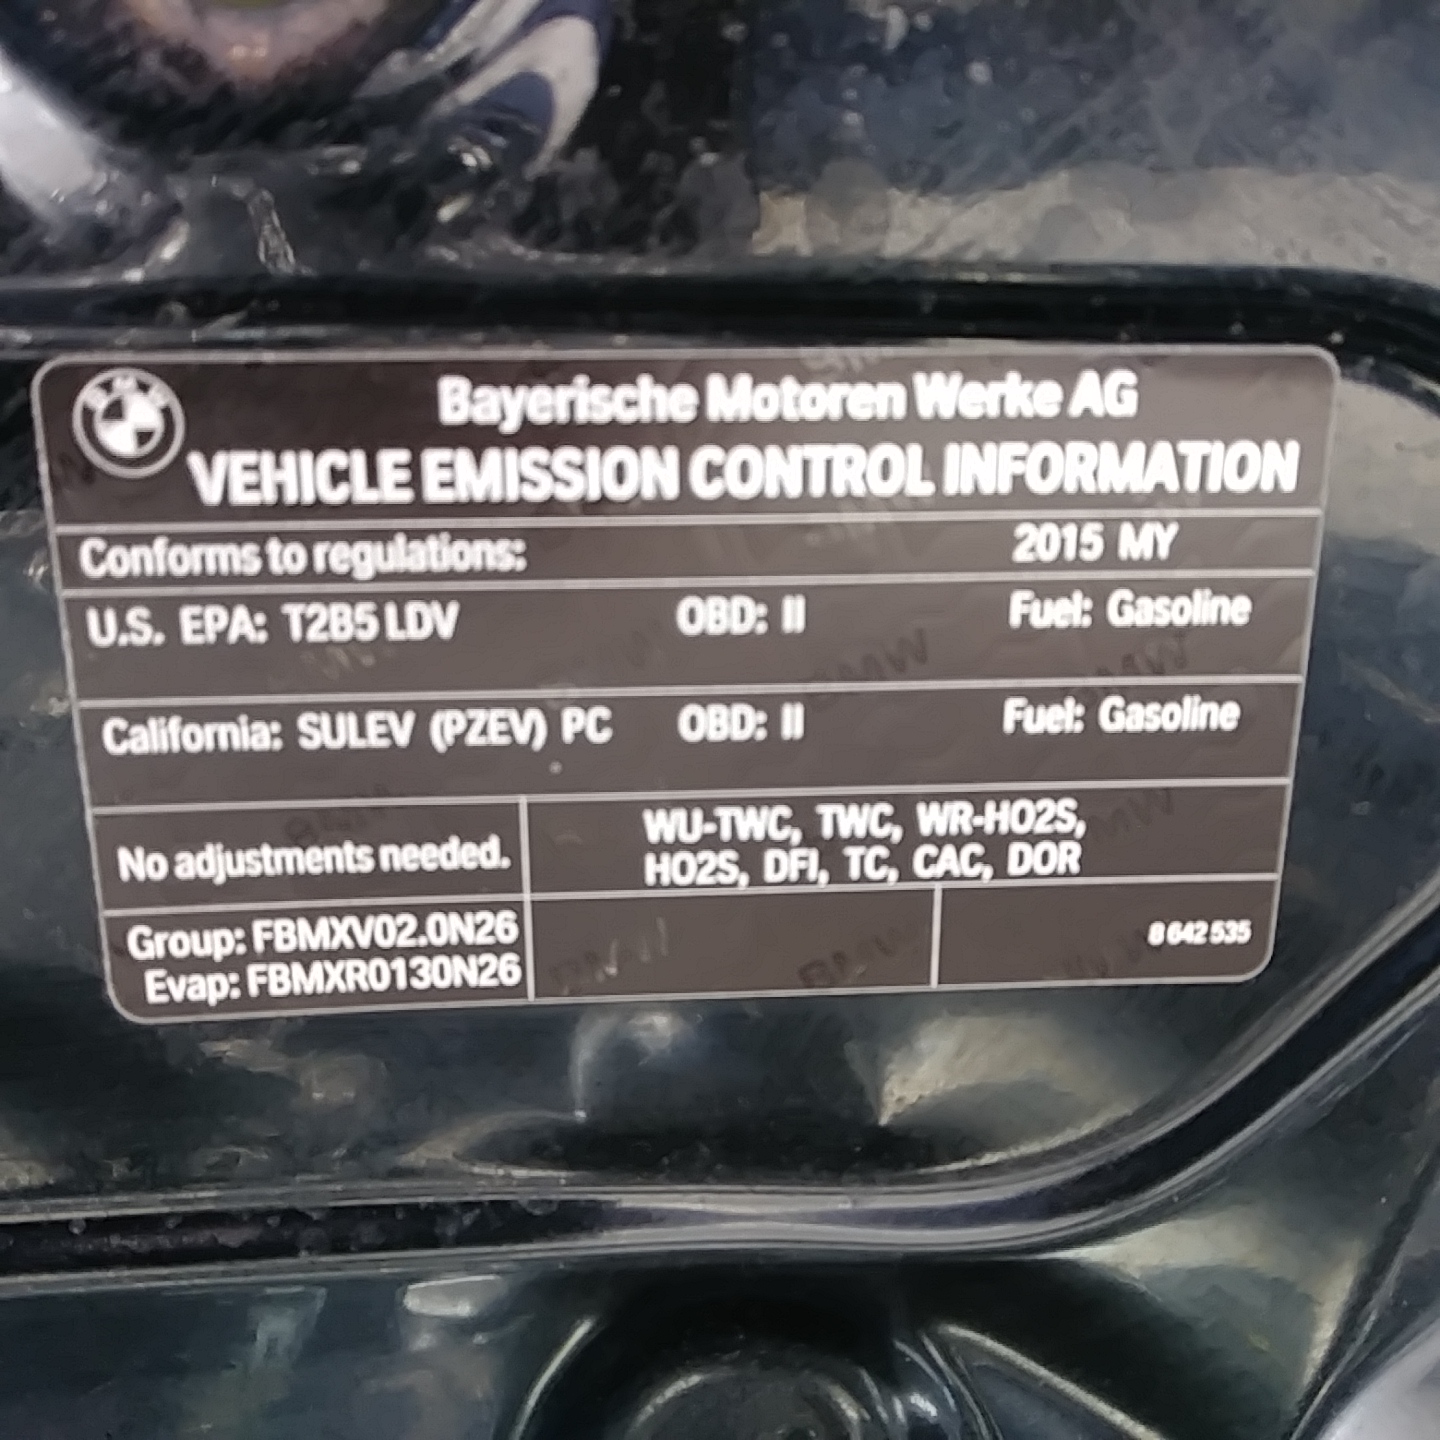 BMW
Bayerische Motoren Werke AG
VEHICLE EMISSION CONTROL INFORMATION
Conforms to regulations: 2015 MY
U.S. EPA: T2B5 LDV OBD: II Fuel: Gasoline
California: SULEV (PZEV) PC OBD: II Fuel: Gasoline
No adjustments needed.
WU-TWC, TWC, WR-HO2S,
HO2S, DFI, TC, CAC, DOR
Group: FBMXV02.0N26
Evap: FBMXR0130N26
8 642 535